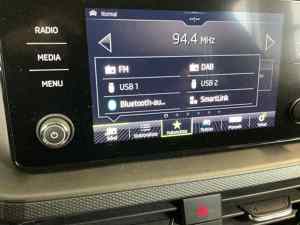 Normal
RADIO
94.4 MHz
MEDIA
FM
DAB
MENU
USB 1
USB 2
Bluetooth-au...
SmartLink